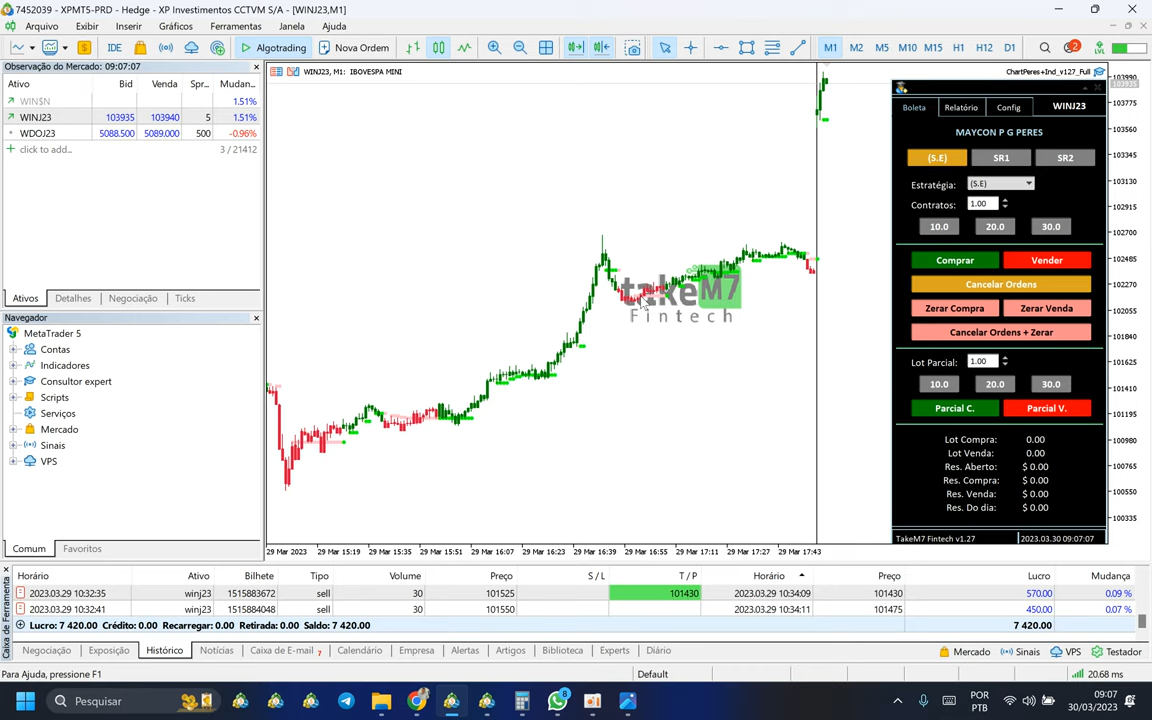 7452039 - XPMT5-PRD - Hedge - XP Investimentos CCTVM S/A - [WINJ23,M1]
Arquivo Exibir Inserir Gráficos Ferramentas Janela Ajuda
IDE Algotrading Nova Ordem M1 M2 M5 M10 M15 H1 H12 D1 2 LVL
Observação do Mercado: 09:07:07
Ativo Bid Venda Spr... Mudan...
WIN$N 1.51%
WINJ23 103935 103940 5 1.51%
WDOJ23 5088.500 5089.000 500 -0.96%
click to add... 3 / 21412
Ativos Detalhes Negociação Ticks
Navegador
MetaTrader 5
Contas
Indicadores
Consultor expert
Scripts
Serviços
Mercado
Sinais
VPS
Comum Favoritos
WINJ23, M1: IBOVESPA MINI
ChartPeres+Ind_v127_Full
takeM7
Fintech
103990
103935
103775
103560
103345
103130
102915
102700
102485
102270
102055
101840
101625
101410
101195
100980
100765
100550
100335
29 Mar 2023 29 Mar 15:19 29 Mar 15:35 29 Mar 15:51 29 Mar 16:07 29 Mar 16:23 29 Mar 16:39 29 Mar 16:55 29 Mar 17:11 29 Mar 17:27 29 Mar 17:43
Boleta Relatório Config WINJ23
MAYCON P G PERES
(S.E) SR1 SR2
Estratégia: (S.E)
Contratos: 1.00
10.0 20.0 30.0
Comprar Vender
Cancelar Ordens
Zerar Compra Zerar Venda
Cancelar Ordens + Zerar
Lot Parcial: 1.00
10.0 20.0 30.0
Parcial C. Parcial V.
Lot Compra: 0.00
Lot Venda: 0.00
Res. Aberto: $ 0.00
Res. Compra: $ 0.00
Res. Venda: $ 0.00
Res. Do dia: $ 0.00
TakeM7 Fintech v1.27 2023.03.30 09:07:07
Caixa de Ferramenta
Horário Ativo Bilhete Tipo Volume Preço S / L T / P Horário Preço Lucro Mudança
2023.03.29 10:32:35 winj23 1515883672 sell 30 101525 101430 2023.03.29 10:34:09 101430 570.00 0.09 %
2023.03.29 10:32:41 winj23 1515884048 sell 30 101550 2023.03.29 10:34:11 101475 450.00 0.07 %
Lucro: 7 420.00 Crédito: 0.00 Recarregar: 0.00 Retirada: 0.00 Saldo: 7 420.00 7 420.00
Negociação Exposição Histórico Notícias Caixa de E-mail 7 Calendário Empresa Alertas Artigos Biblioteca Experts Diário Mercado Sinais VPS Testador
Para Ajuda, pressione F1 Default 20.68 ms
Pesquisar 8 POR 09:07
PTB 30/03/2023